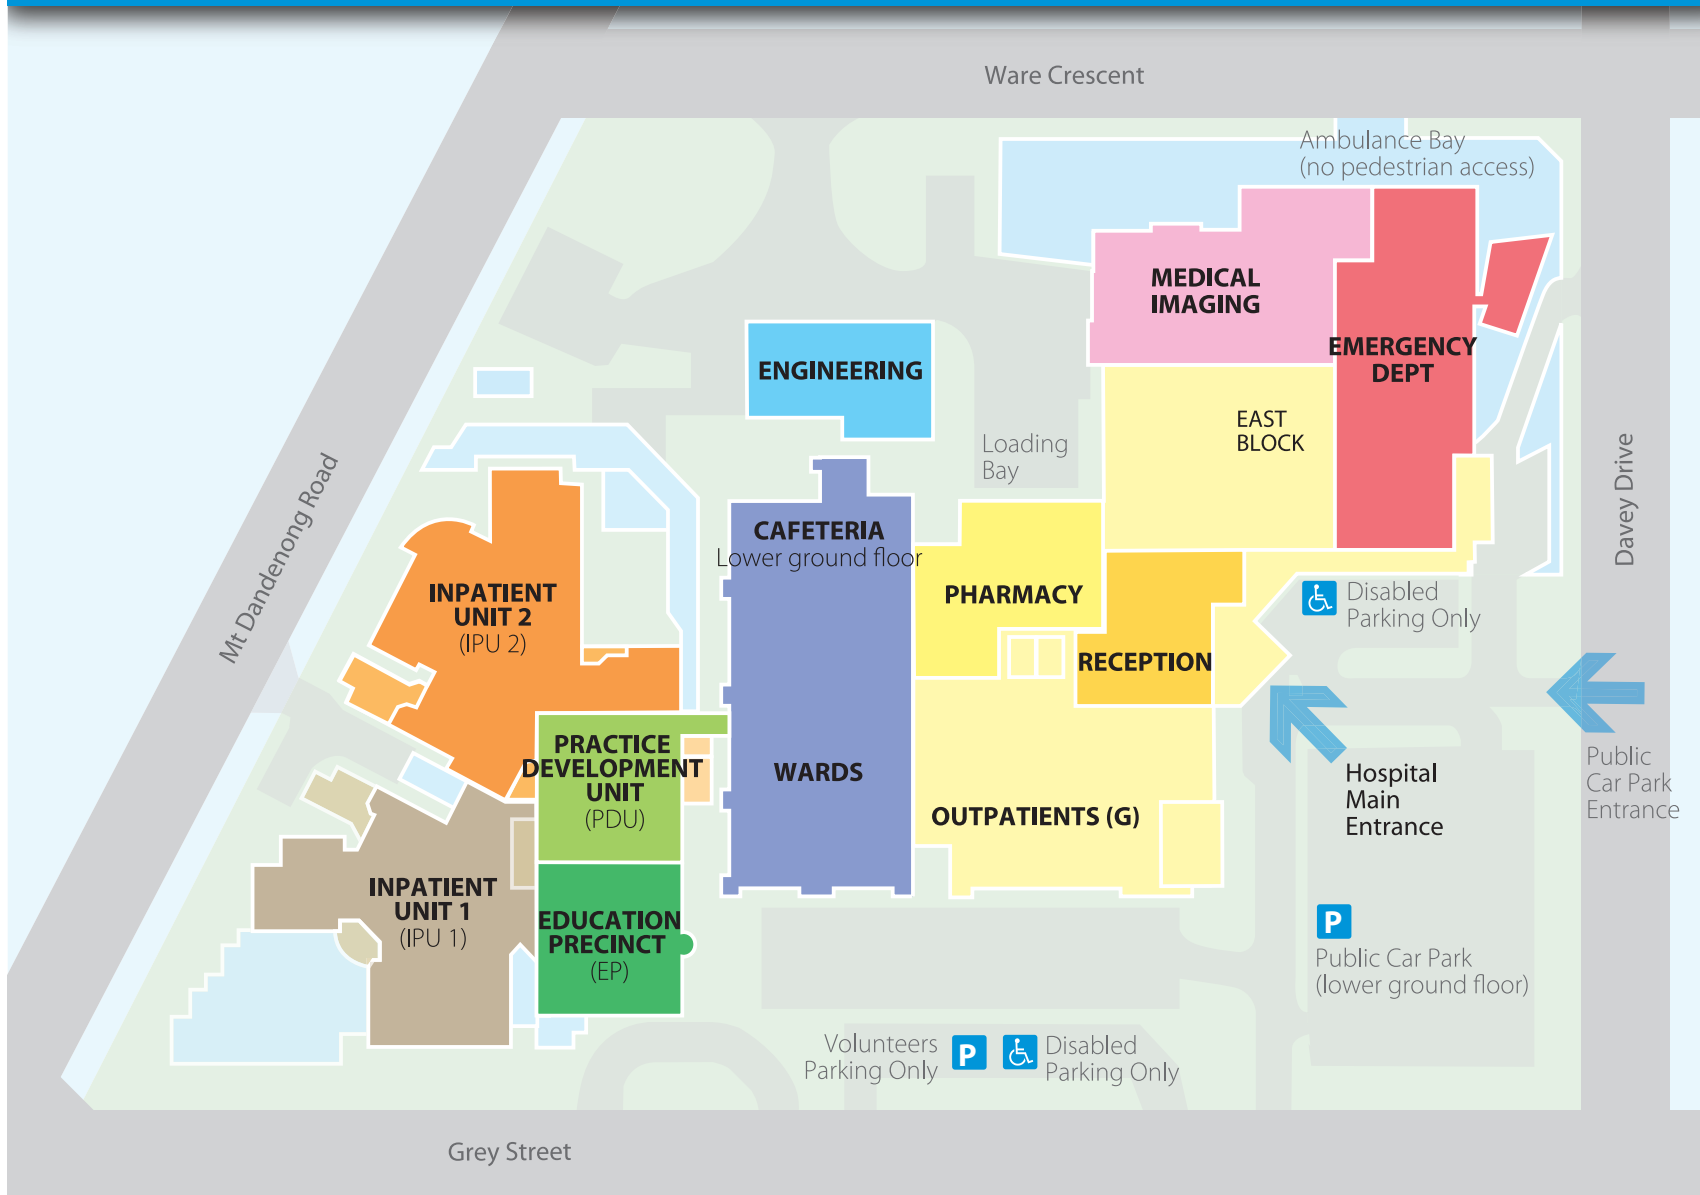 Ware Crescent
Ambulance Bay
(no pedestrian access)
MEDICAL
IMAGING
EMERGENCY
DEPT
ENGINEERING
EAST
BLOCK
Loading
Bay
Mt Dandenong Road
Davey Drive
CAFETERIA
Lower ground floor
INPATIENT
UNIT 2
(IPU 2)
PHARMACY
Disabled
Parking Only
RECEPTION
PRACTICE
DEVELOPMENT
UNIT
(PDU)
WARDS
Hospital
Main
Entrance
Public
Car Park
Entrance
OUTPATIENTS (G)
INPATIENT
UNIT 1
(IPU 1)
EDUCATION
PRECINCT
(EP)
P
Public Car Park
(lower ground floor)
Volunteers
Parking Only
P
Disabled
Parking Only
Grey Street